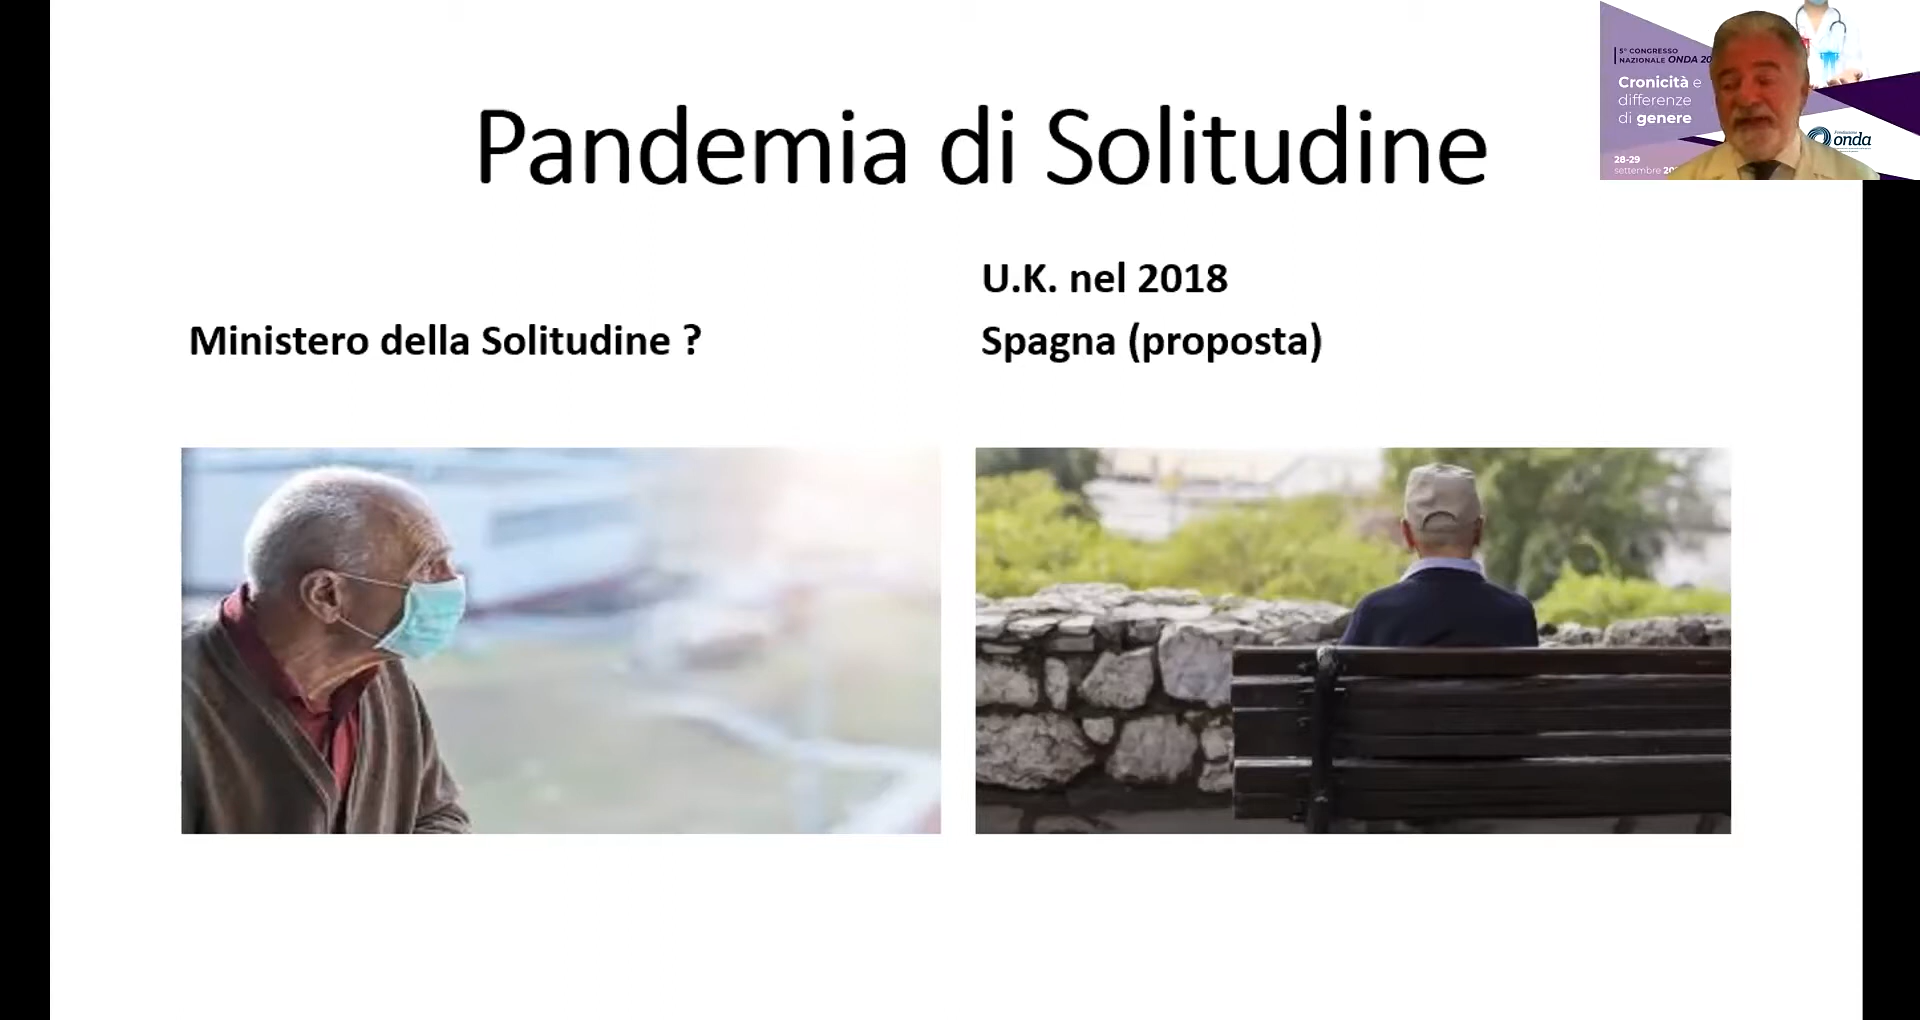 Pandemia di Solitudine
Ministero della Solitudine ?
U.K. nel 2018
Spagna (proposta)
5° CONGRESSO
NAZIONALE ONDA
Cronicità e
differenze
di genere
28-29
settembre
onda